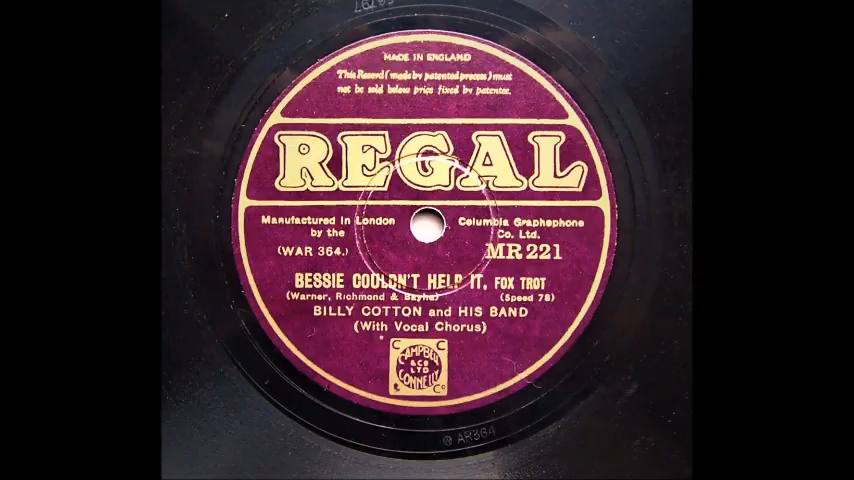 MADE IN ENGLAND
This Record (made by patented process) must
not be sold below price fixed by patentee.
REGAL
Manufactured in London by the
Columbia Graphophone Co. Ltd.
(WAR 364.)
MR 221
BESSIE COULDN'T HELP IT, FOX TROT
(Warner, Richmond & Bayha) (Speed 78)
BILLY COTTON and HIS BAND
(With Vocal Chorus)
CAMPBELL
& CO
LTD
CONNELLY
AR364